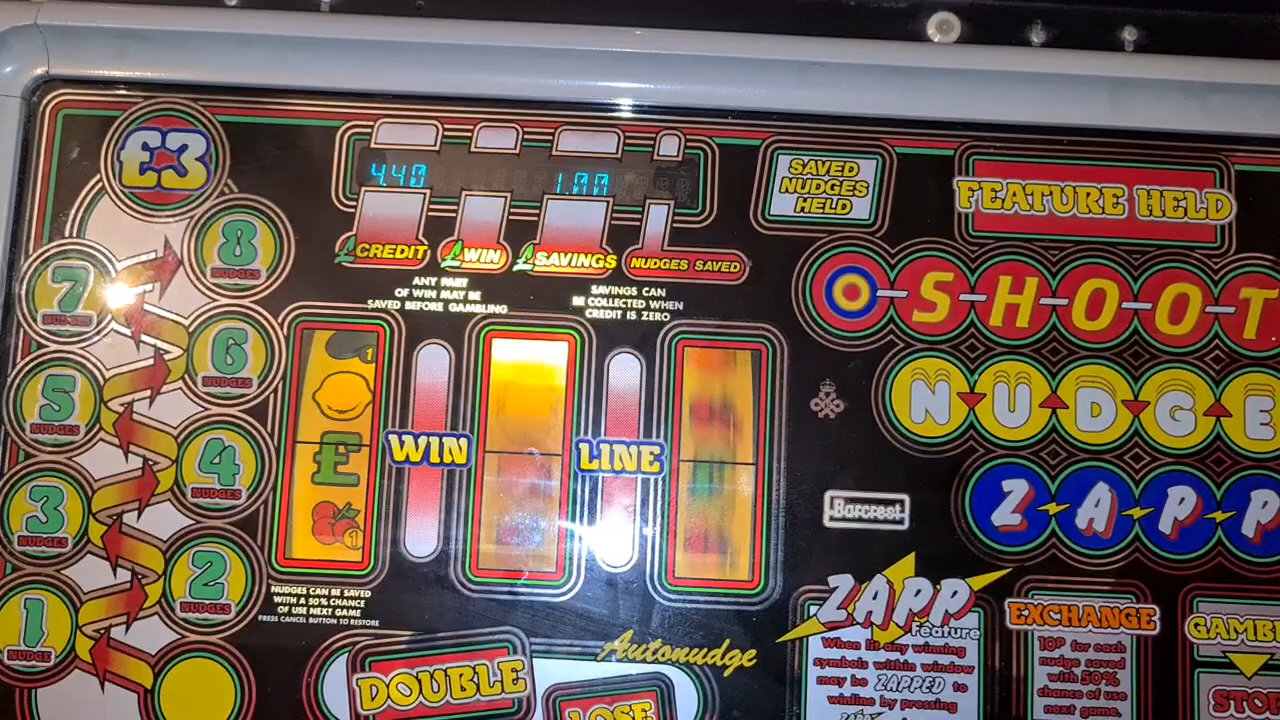 £3
4.40
1.00
£CREDIT
£WIN
£SAVINGS
NUDGES SAVED
ANY PART
OF WIN MAY BE
SAVED BEFORE GAMBLING
SAVINGS CAN
BE COLLECTED WHEN
CREDIT IS ZERO
SAVED
NUDGES
HELD
FEATURE HELD
8
NUDGES
7
NUDGES
6
NUDGES
5
NUDGES
4
NUDGES
3
NUDGES
2
NUDGES
1
NUDGE
1
£
1
WIN
LINE
SHOOT
NUDGE
ZAPP
Barcrest
NUDGES CAN BE SAVED
WITH A 50% CHANCE
OF USE NEXT GAME
PRESS CANCEL BUTTON TO RESTORE
Autonudge
DOUBLE
LOSE
ZAPP
Feature
When lit any winning
symbols within window
may be ZAPPED to
winline by pressing
EXCHANGE
10P for each
nudge saved
with 50%
chance of use
next game.